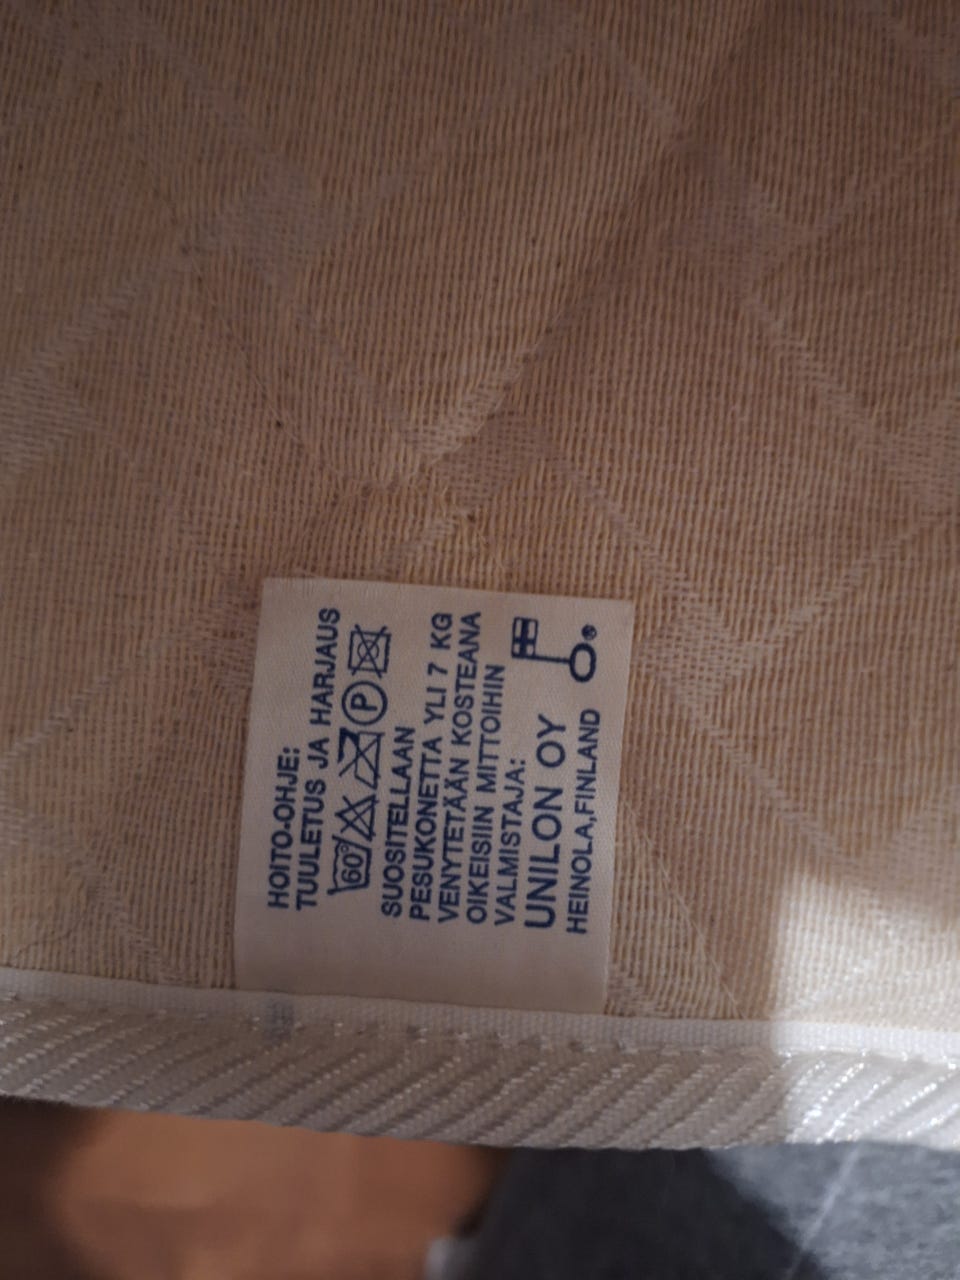 HOITO-OHJE:
TUULETUS JA HARJAUS
60° P
SUOSITELLAAN
PESUKONETTA YLI 7 KG
VENYTETÄÄN KOSTEANA
OIKEISIIN MITTOIHIN
VALMISTAJA:
UNILON OY
HEINOLA,FINLAND ®